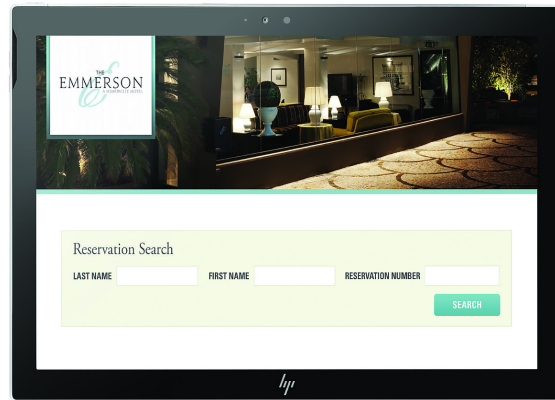 THE
EMMERSON
Reservation Search
LAST NAME
FIRST NAME
RESERVATION NUMBER
SEARCH
hp